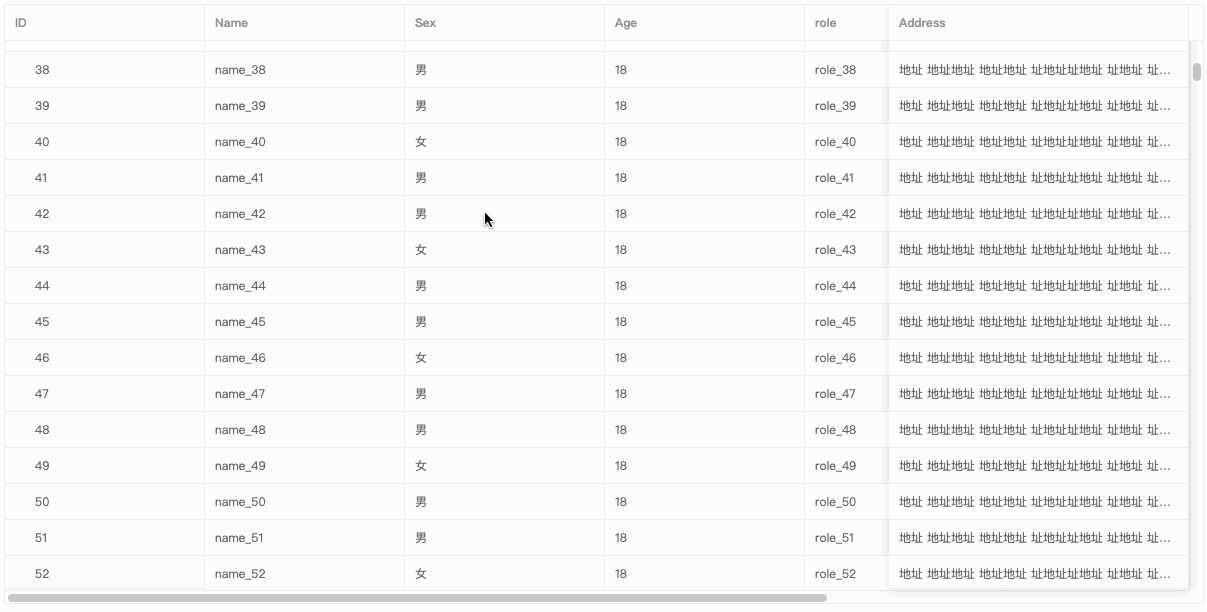 ID Name Sex Age role Address
38 name_38 男 18 role_38 地址 地址地址 地址地址 址地址址地址 址地址 址...
39 name_39 男 18 role_39 地址 地址地址 地址地址 址地址址地址 址地址 址...
40 name_40 女 18 role_40 地址 地址地址 地址地址 址地址址地址 址地址 址...
41 name_41 男 18 role_41 地址 地址地址 地址地址 址地址址地址 址地址 址...
42 name_42 男 18 role_42 地址 地址地址 地址地址 址地址址地址 址地址 址...
43 name_43 女 18 role_43 地址 地址地址 地址地址 址地址址地址 址地址 址...
44 name_44 男 18 role_44 地址 地址地址 地址地址 址地址址地址 址地址 址...
45 name_45 男 18 role_45 地址 地址地址 地址地址 址地址址地址 址地址 址...
46 name_46 女 18 role_46 地址 地址地址 地址地址 址地址址地址 址地址 址...
47 name_47 男 18 role_47 地址 地址地址 地址地址 址地址址地址 址地址 址...
48 name_48 男 18 role_48 地址 地址地址 地址地址 址地址址地址 址地址 址...
49 name_49 女 18 role_49 地址 地址地址 地址地址 址地址址地址 址地址 址...
50 name_50 男 18 role_50 地址 地址地址 地址地址 址地址址地址 址地址 址...
51 name_51 男 18 role_51 地址 地址地址 地址地址 址地址址地址 址地址 址...
52 name_52 女 18 role_52 地址 地址地址 地址地址 址地址址地址 址地址 址...